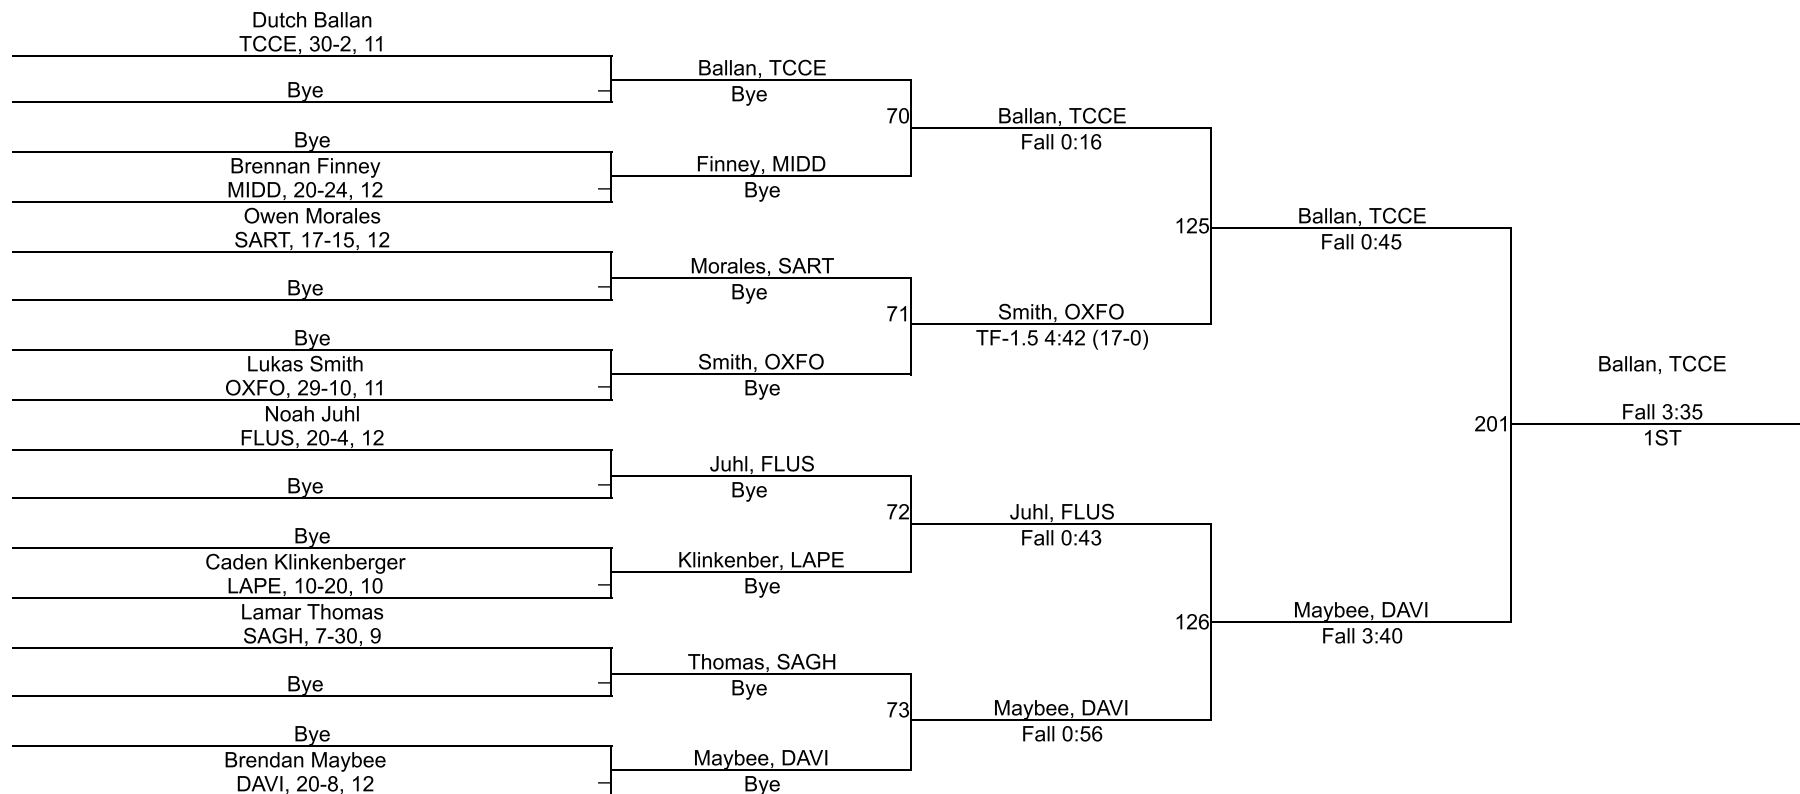 Dutch Ballan
TCCE, 30-2, 11
Bye
Bye
Brennan Finney
MIDD, 20-24, 12
Owen Morales
SART, 17-15, 12
Bye
Bye
Lukas Smith
OXFO, 29-10, 11
Noah Juhl
FLUS, 20-4, 12
Bye
Bye
Caden Klinkenberger
LAPE, 10-20, 10
Lamar Thomas
SAGH, 7-30, 9
Bye
Bye
Brendan Maybee
DAVI, 20-8, 12
Ballan, TCCE
Bye
70
Finney, MIDD
Bye
Morales, SART
Bye
71
Smith, OXFO
Bye
Juhl, FLUS
Bye
72
Klinkenber, LAPE
Bye
Thomas, SAGH
Bye
73
Maybee, DAVI
Bye
Ballan, TCCE
Fall 0:16
125
Smith, OXFO
TF-1.5 4:42 (17-0)
Juhl, FLUS
Fall 0:43
126
Maybee, DAVI
Fall 0:56
Ballan, TCCE
Fall 0:45
201
Maybee, DAVI
Fall 3:40
Ballan, TCCE
Fall 3:35
1ST